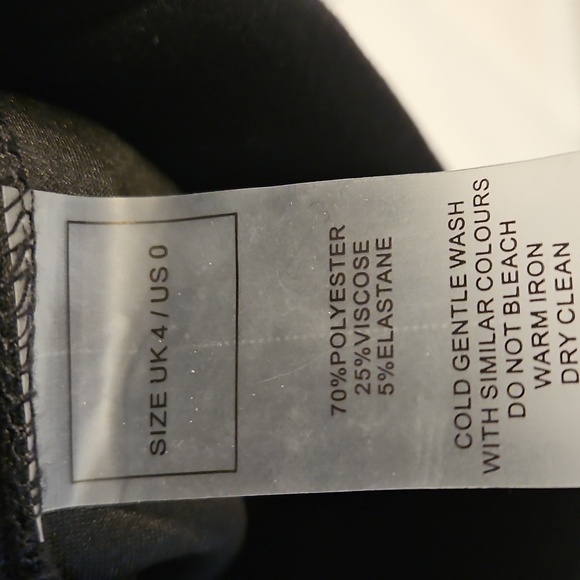 SIZE UK 4 / US 0
70%POLYESTER
25%VISCOSE
5%ELASTANE
COLD GENTLE WASH
WITH SIMILAR COLOURS
DO NOT BLEACH
WARM IRON
DRY CLEAN